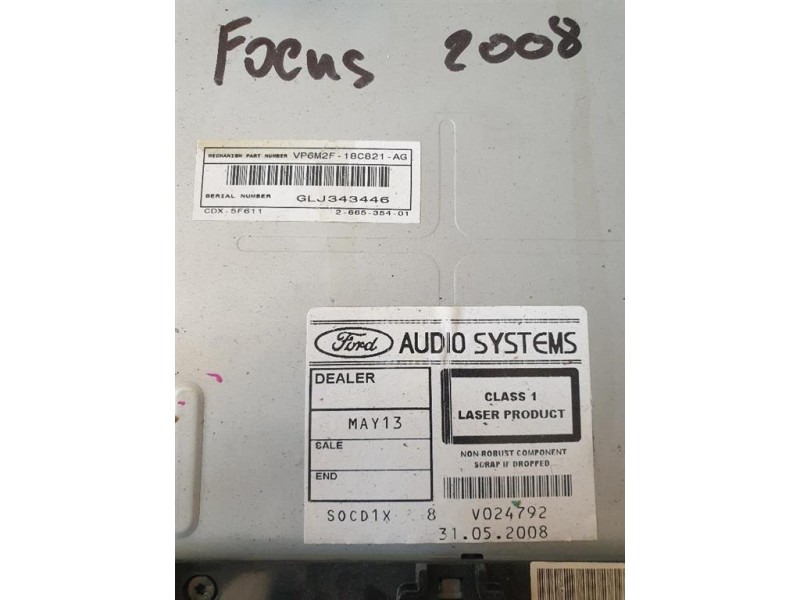 Focus 2008
MECHANISM PART NUMBER VP6M2F-18C821-AG
SERIAL NUMBER GLJ343446
CDX-5F611 2-665-354-01
Ford AUDIO SYSTEMS
DEALER
CLASS 1
LASER PRODUCT
MAY13
SALE
NON-ROBUST COMPONENT
SCRAP IF DROPPED
END
SOCD1X 8 V024792
31.05.2008